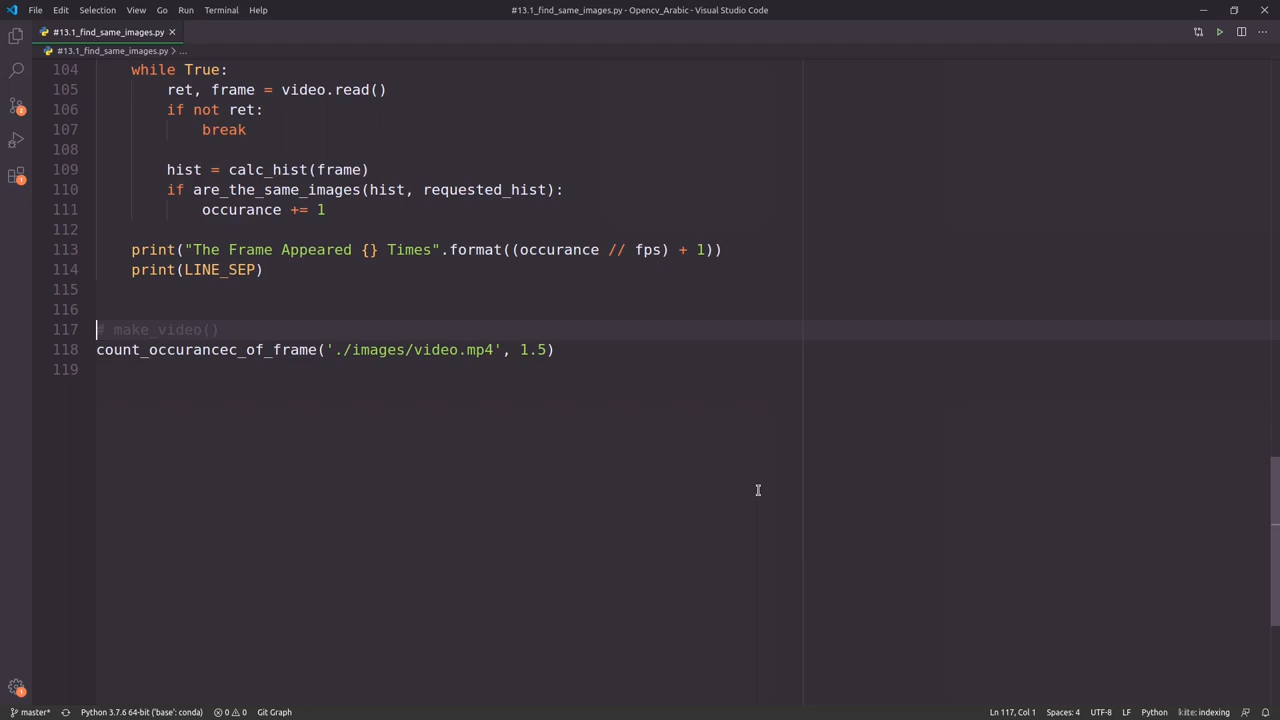 File Edit Selection View Go Run Terminal Help #13.1_find_same_images.py - Opencv_Arabic - Visual Studio Code
#13.1_find_same_images.py
#13.1_find_same_images.py > ...
104 while True:
105 ret, frame = video.read()
106 if not ret:
107 break
108
109 hist = calc_hist(frame)
110 if are_the_same_images(hist, requested_hist):
111 occurance += 1
112
113 print("The Frame Appeared {} Times".format((occurance // fps) + 1))
114 print(LINE_SEP)
115
116
117 # make_video()
118 count_occurancec_of_frame('./images/video.mp4', 1.5)
119
2
1
1
master* Python 3.7.6 64-bit ('base': conda) 0 0 Git Graph Ln 117, Col 1 Spaces: 4 UTF-8 LF Python kite: indexing